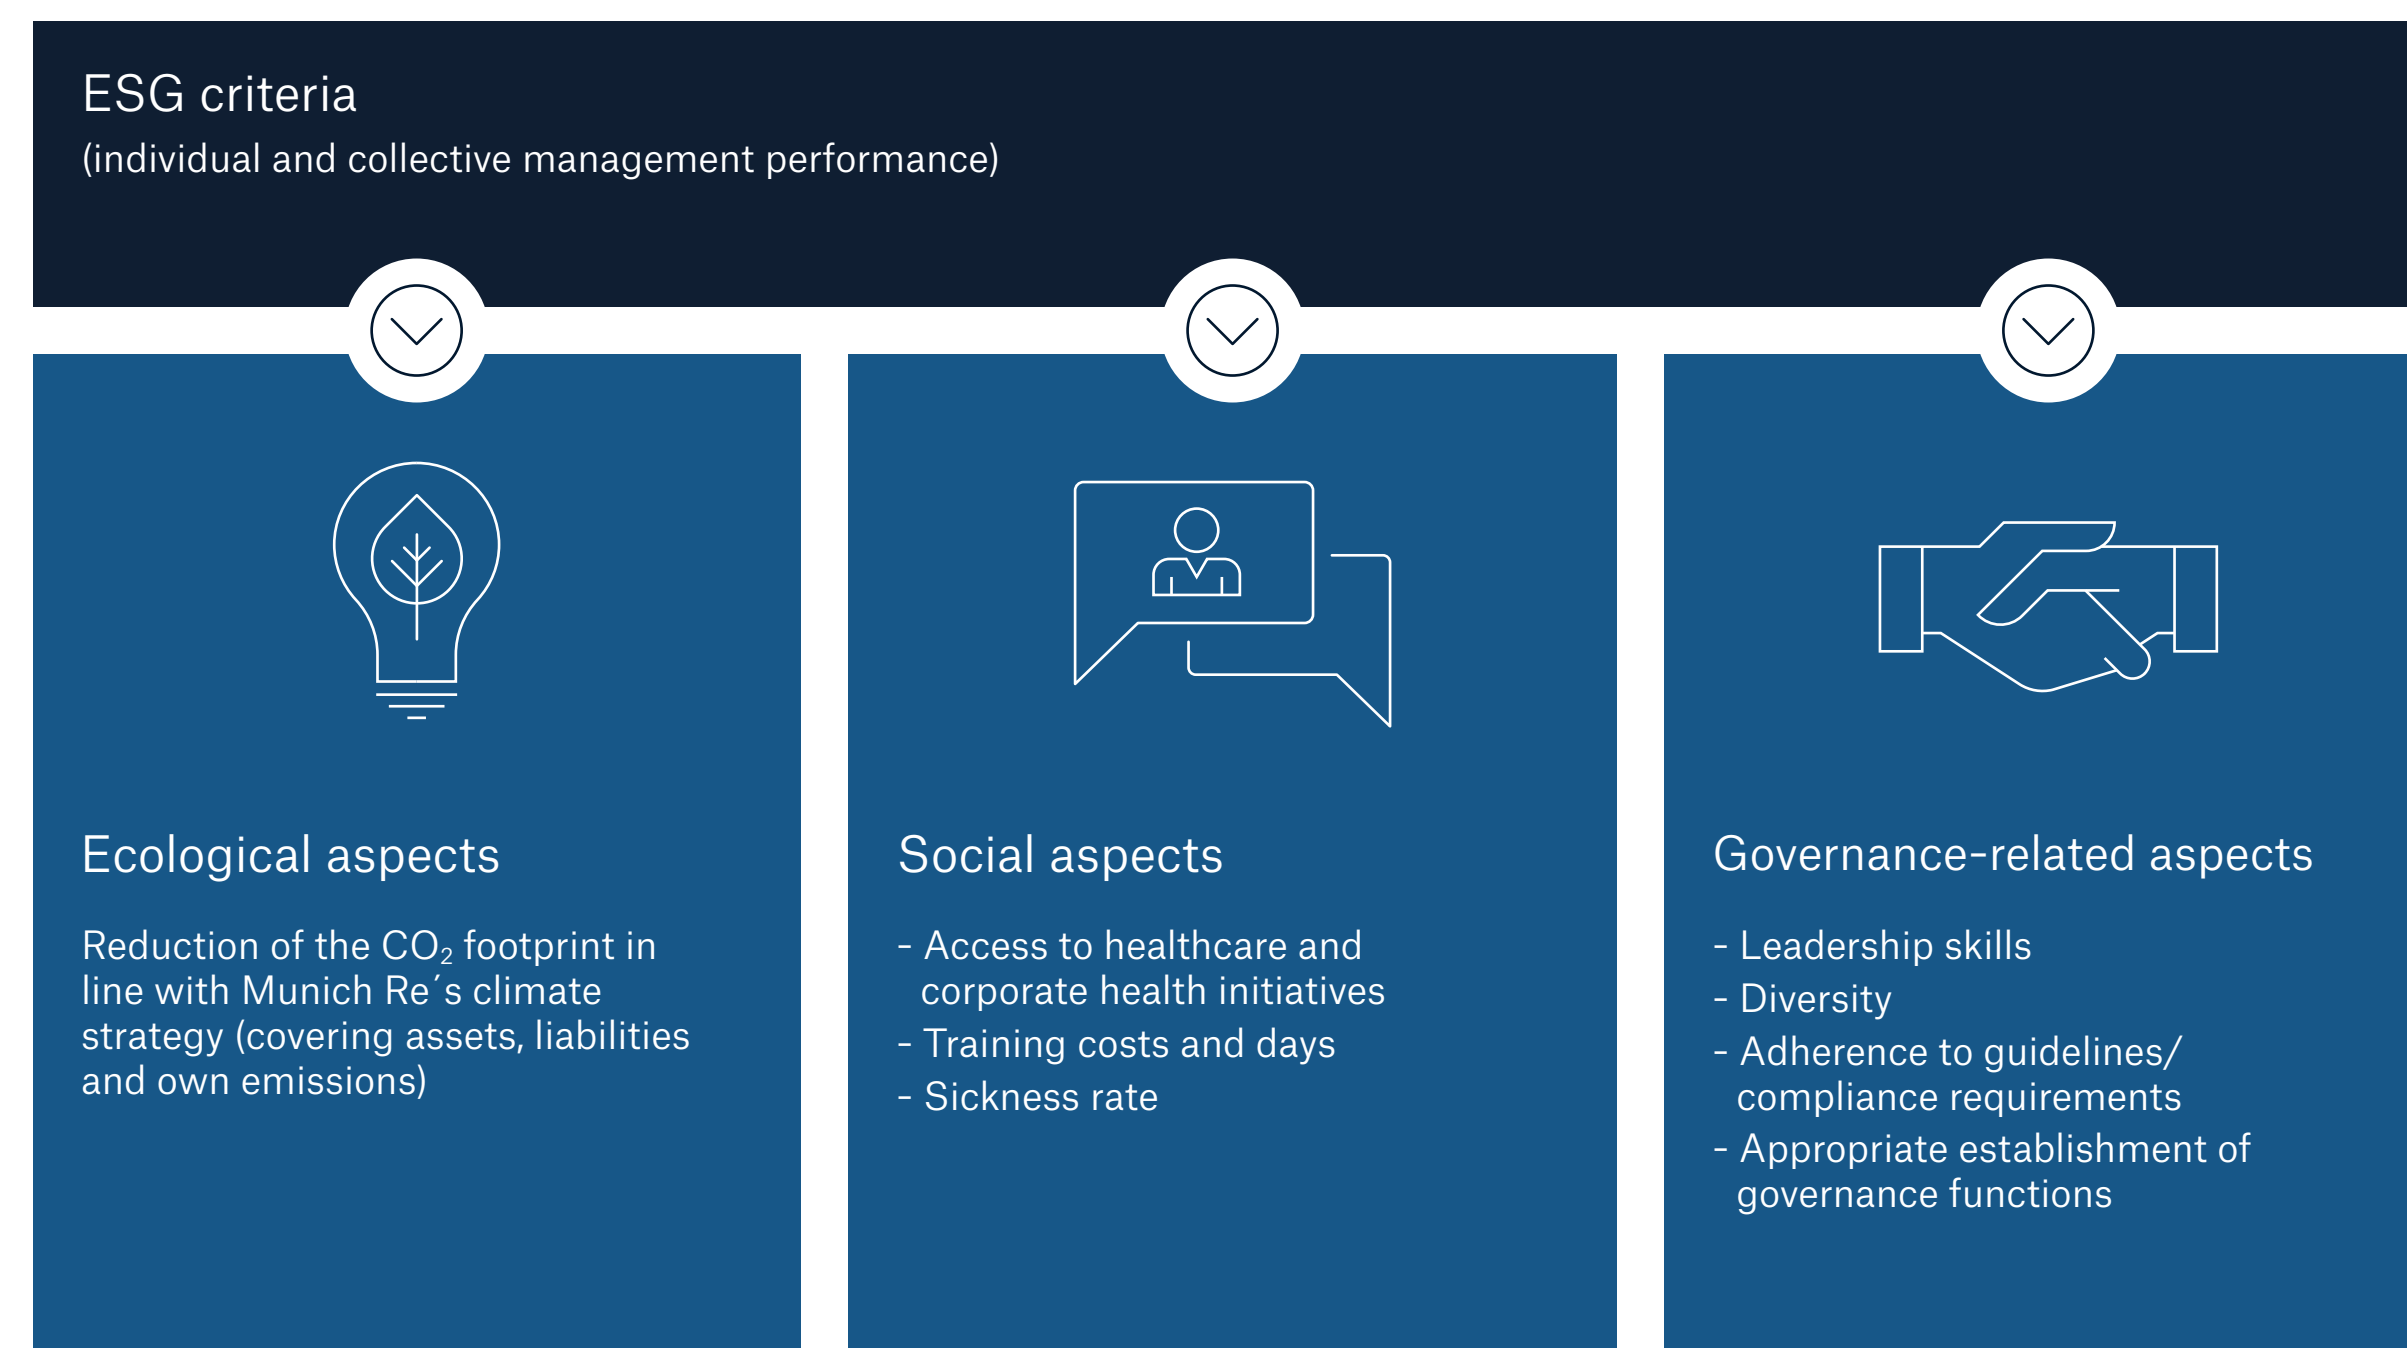 ESG criteria
(individual and collective management performance)
Ecological aspects
Reduction of the CO₂ footprint in
line with Munich Re´s climate
strategy (covering assets, liabilities
and own emissions)
Social aspects
- Access to healthcare and
corporate health initiatives
- Training costs and days
- Sickness rate
Governance-related aspects
- Leadership skills
- Diversity
- Adherence to guidelines/
compliance requirements
- Appropriate establishment of
governance functions